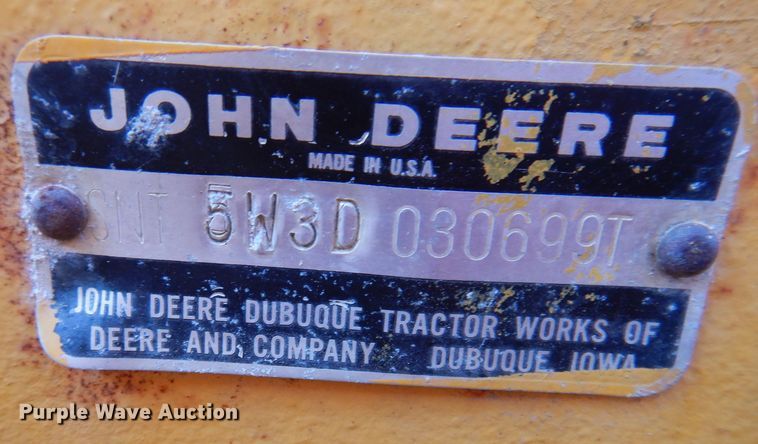 JOHN DEERE
MADE IN U.S.A.
5W3D 030699T
JOHN DEERE DUBUQUE TRACTOR WORKS OF
DEERE AND COMPANY DUBUQUE IOWA
Purple Wave Auction